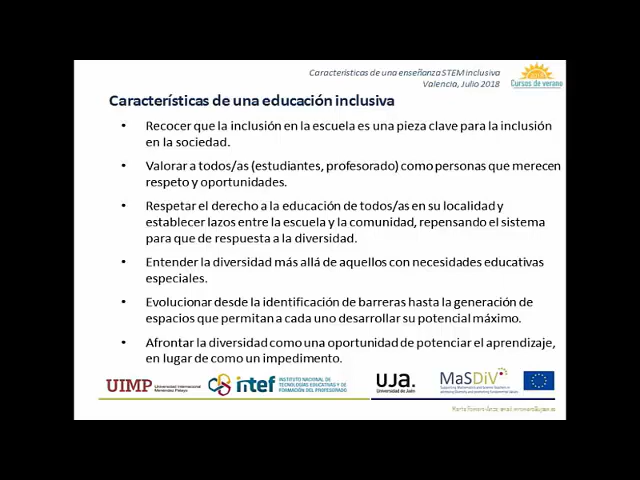 Características de una enseñanza STEM inclusiva
Valencia, Julio 2018
Cursos de verano
Características de una educación inclusiva
• Recocer que la inclusión en la escuela es una pieza clave para la inclusión
en la sociedad.
• Valorar a todos/as (estudiantes, profesorado) como personas que merecen
respeto y oportunidades.
• Respetar el derecho a la educación de todos/as en su localidad y
establecer lazos entre la escuela y la comunidad, repensando el sistema
para que de respuesta a la diversidad.
• Entender la diversidad más allá de aquellos con necesidades educativas
especiales.
• Evolucionar desde la identificación de barreras hasta la generación de
espacios que permitan a cada uno desarrollar su potencial máximo.
• Afrontar la diversidad como una oportunidad de potenciar el aprendizaje,
en lugar de como un impedimento.
UIMP
Universidad Internacional
Menéndez Pelayo
intef
INSTITUTO NACIONAL DE
TECNOLOGÍAS EDUCATIVAS Y DE
FORMACIÓN DEL PROFESORADO
uja.
Universidad de Jaén
MaSDiV